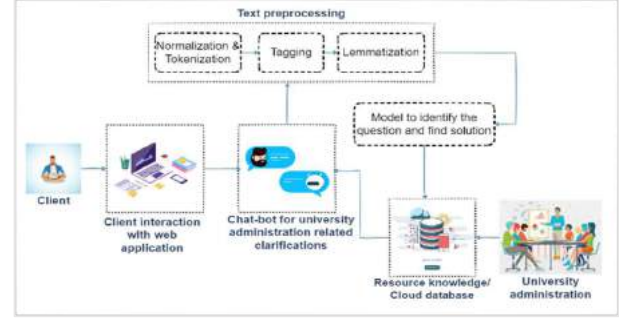 Text preprocessing
Normalization &
Tokenization
Tagging
Lemmatization
Model to identify the
question and find solution
Client
Client interaction
with web
application
Chat-bot for university
administration related
clarifications
Resource knowledge/
Cloud database
University
administration